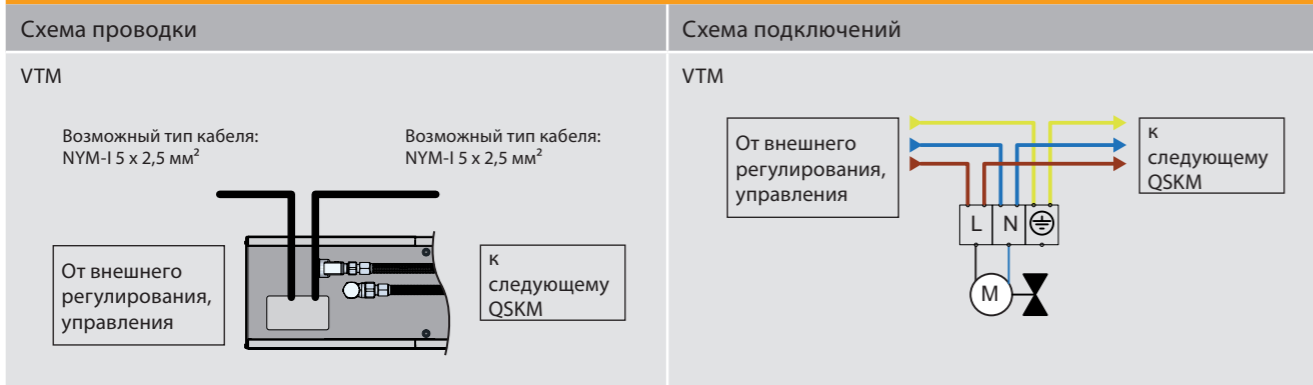 Схема проводки
VTM
Возможный тип кабеля:
NYM-I 5 x 2,5 мм²
Возможный тип кабеля:
NYM-I 5 x 2,5 мм²
От внешнего
регулирования,
управления
к
следующему
QSKM
Схема подключений
VTM
От внешнего
регулирования,
управления
к
следующему
QSKM
L N
M